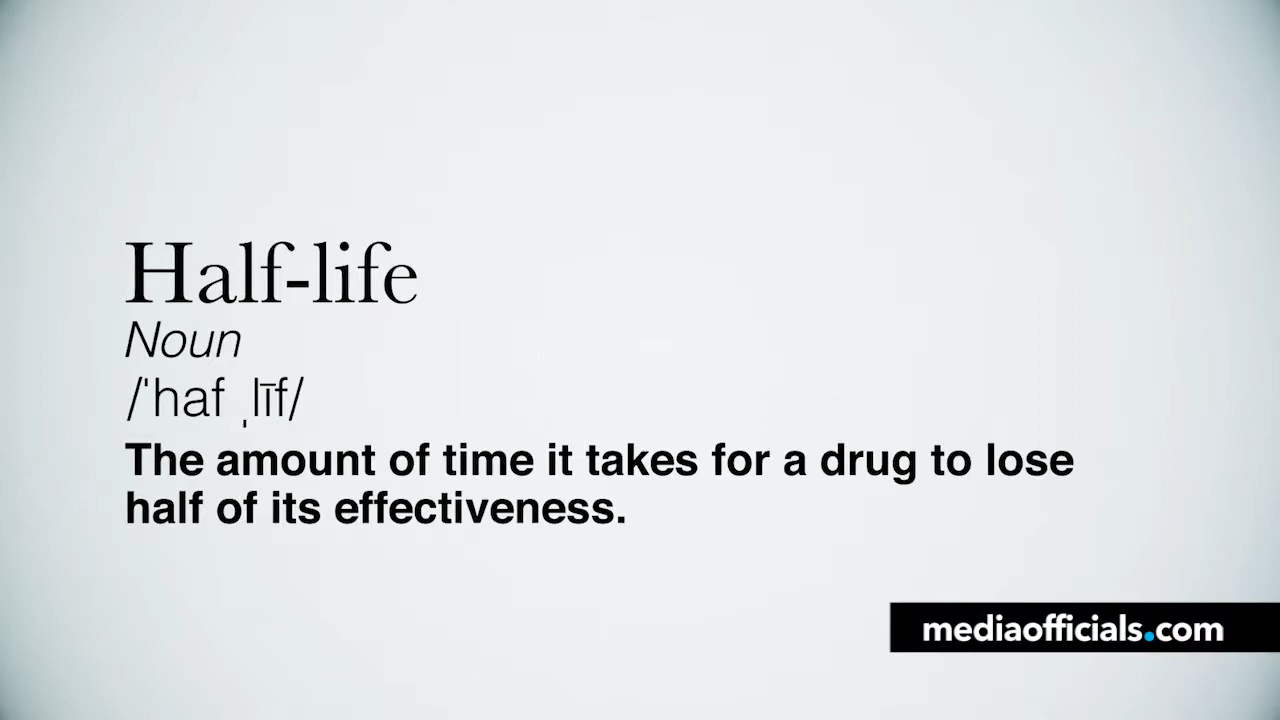 Half-life
Noun
/ˈhaf ˌlīf/
The amount of time it takes for a drug to lose
half of its effectiveness.
mediaofficials.com